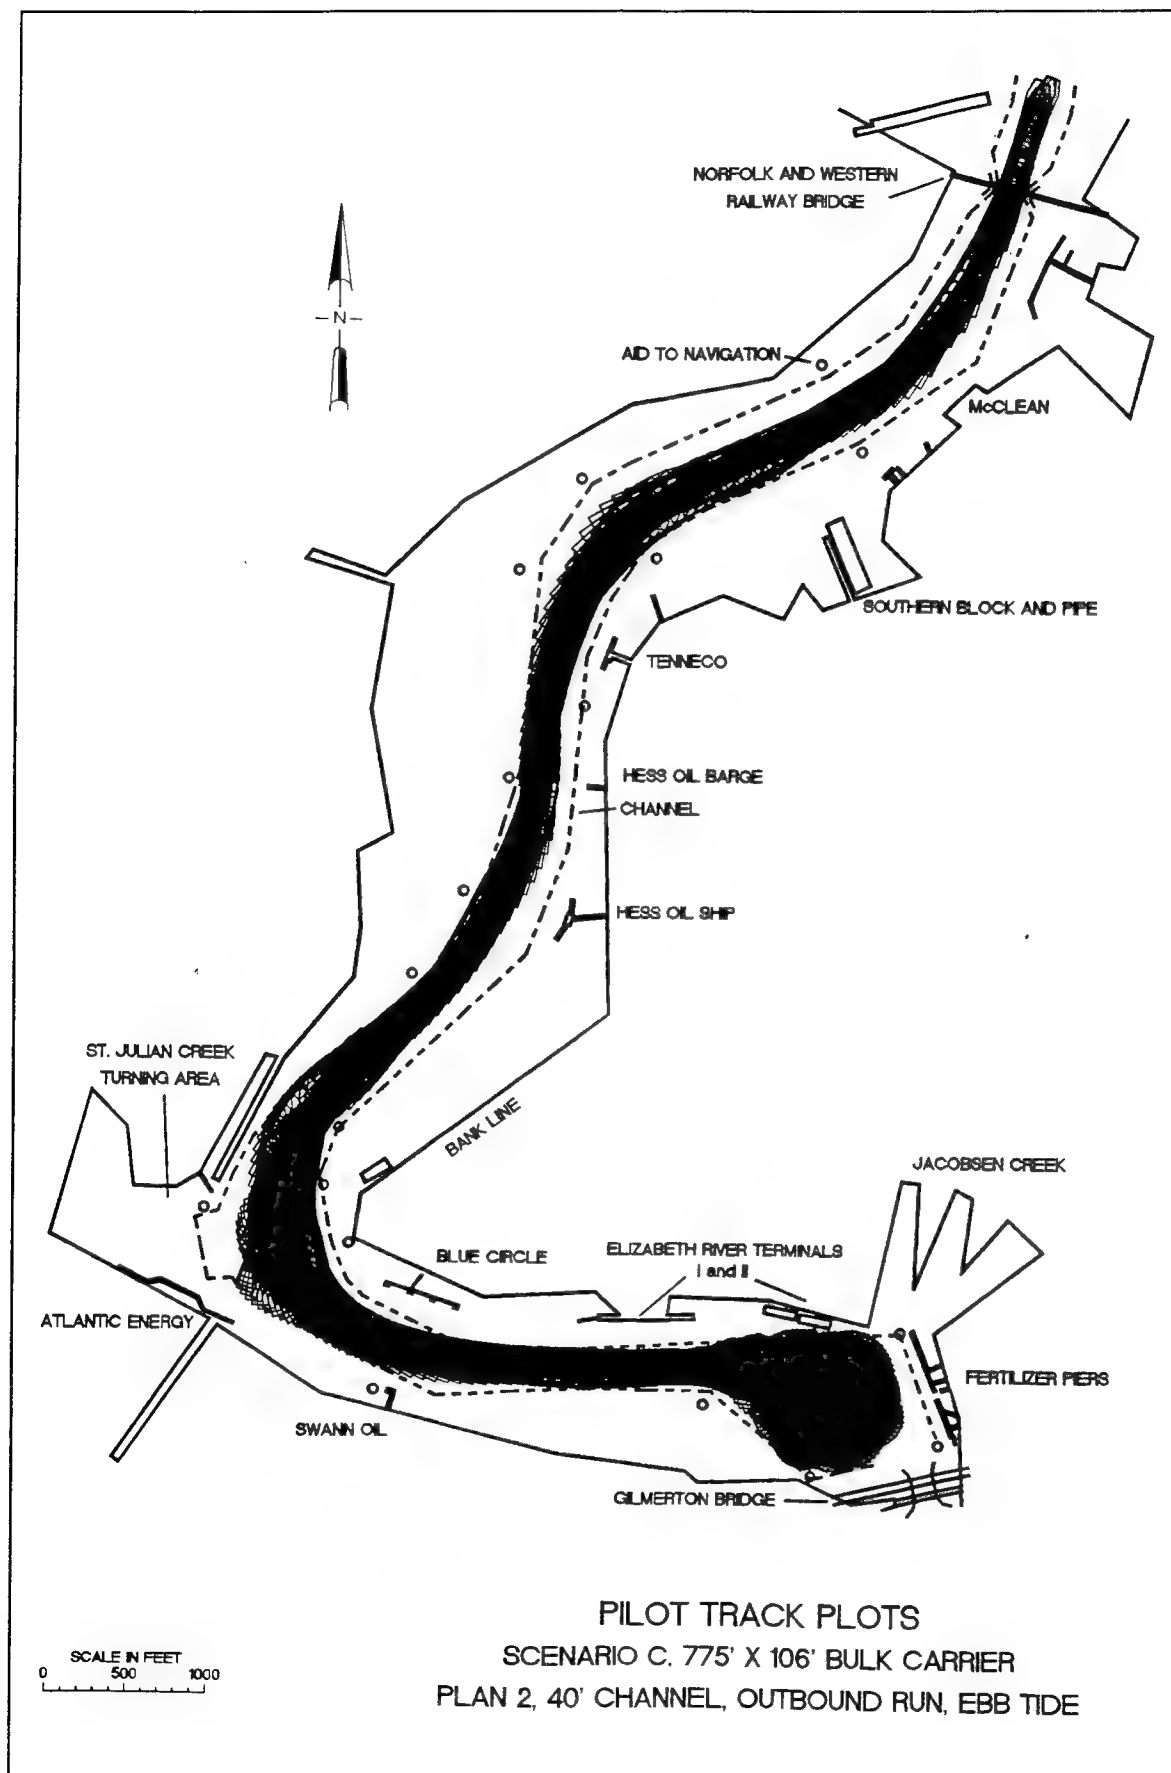 NORFOLK AND WESTERN
RAILWAY BRIDGE
N
AID TO NAVIGATION
McCLEAN
SOUTHERN BLOCK AND PIPE
TENNECO
HESS OIL BARGE
CHANNEL
HESS OIL SHIP
ST. JULIAN CREEK
TURNING AREA
BANK LINE
JACOBSEN CREEK
BLUE CIRCLE
ELIZABETH RIVER TERMINALS
I and II
ATLANTIC ENERGY
FERTILIZER PIERS
SWANN OIL
GILMERTON BRIDGE
PILOT TRACK PLOTS
SCENARIO C. 775' X 106' BULK CARRIER
PLAN 2, 40' CHANNEL, OUTBOUND RUN, EBB TIDE
SCALE IN FEET
0 500 1000